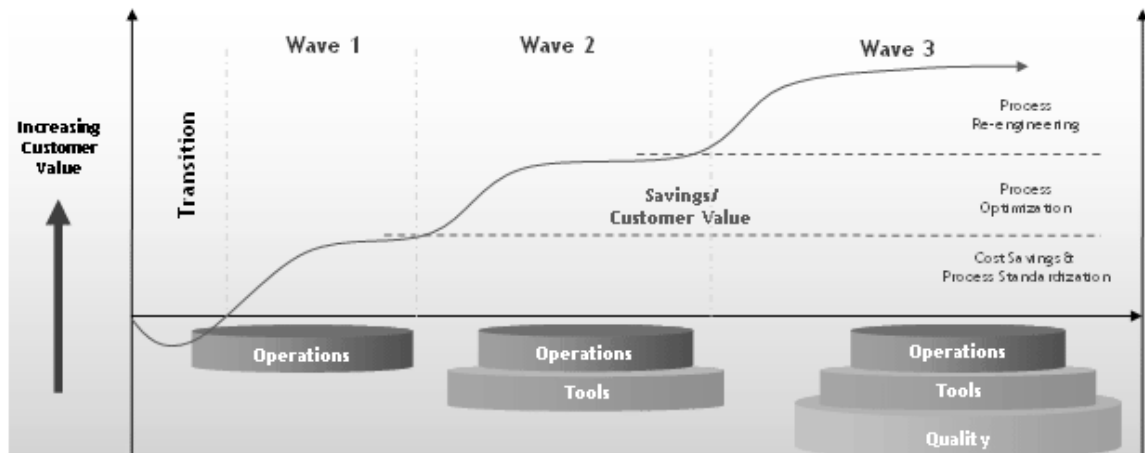 Wave 1
Wave 2
Wave 3
Increasing
Customer
Value
Transition
Process
Re-engineering
Savings/
Customer Value
Process
Optimization
Cost Savings &
Process Standardization
Operations
Operations
Tools
Operations
Tools
Quality